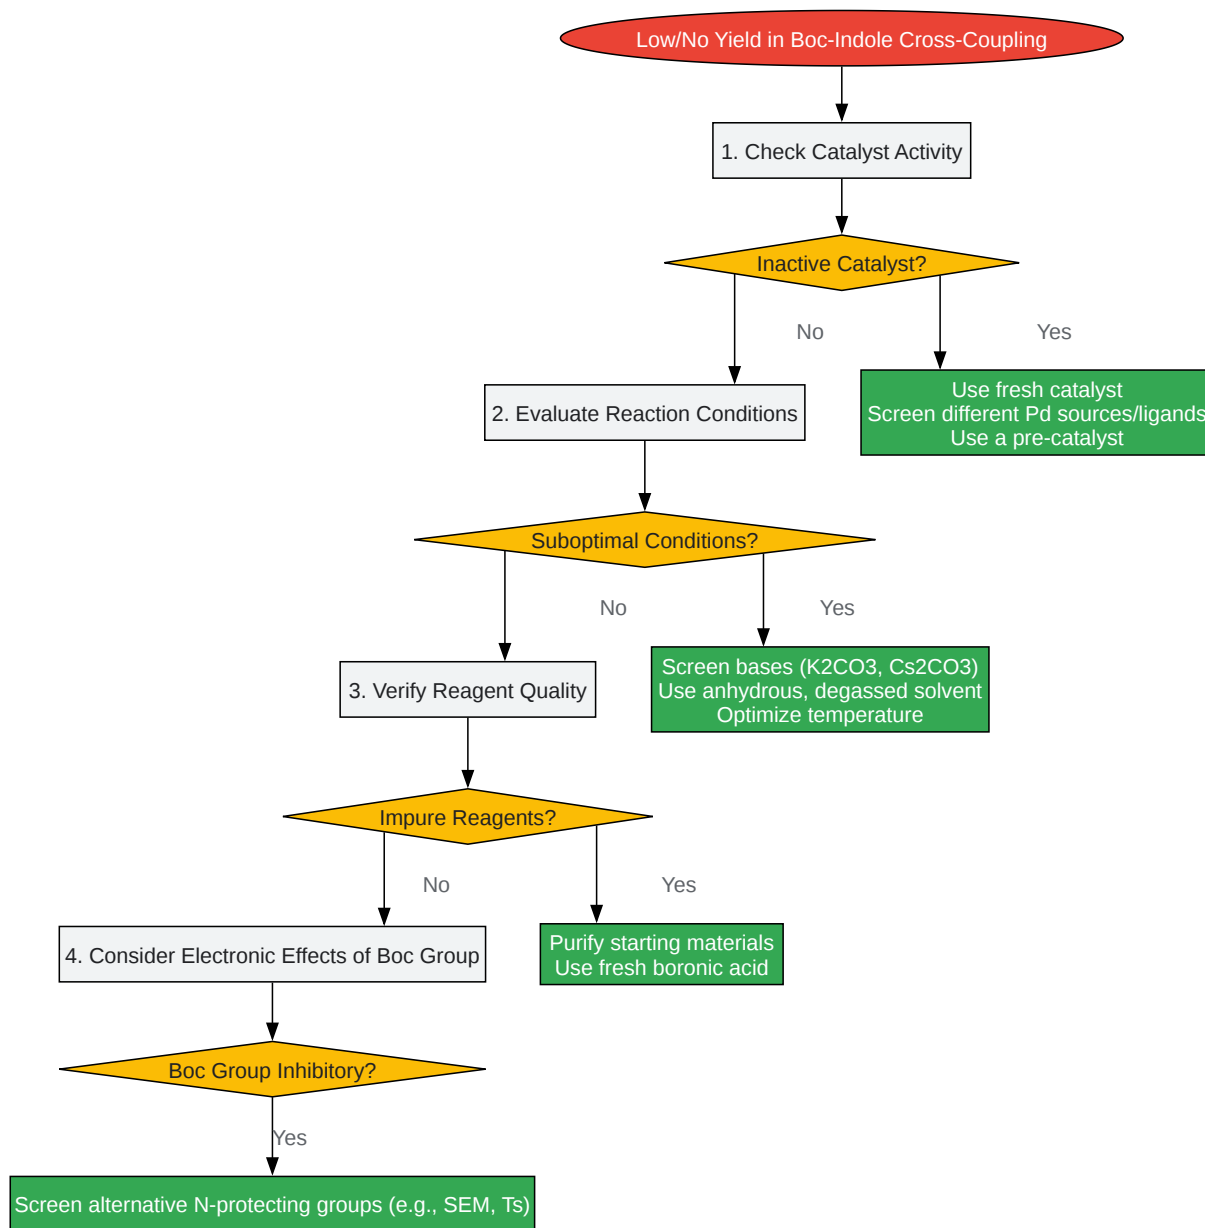 Low/No Yield in Boc-Indole Cross-Coupling
1. Check Catalyst Activity
Inactive Catalyst?
No
Yes
Use fresh catalyst
Screen different Pd sources/ligands
Use a pre-catalyst
2. Evaluate Reaction Conditions
Suboptimal Conditions?
No
Yes
Screen bases (K2CO3, Cs2CO3)
Use anhydrous, degassed solvent
Optimize temperature
3. Verify Reagent Quality
Impure Reagents?
No
Yes
Purify starting materials
Use fresh boronic acid
4. Consider Electronic Effects of Boc Group
Boc Group Inhibitory?
Yes
Screen alternative N-protecting groups (e.g., SEM, Ts)